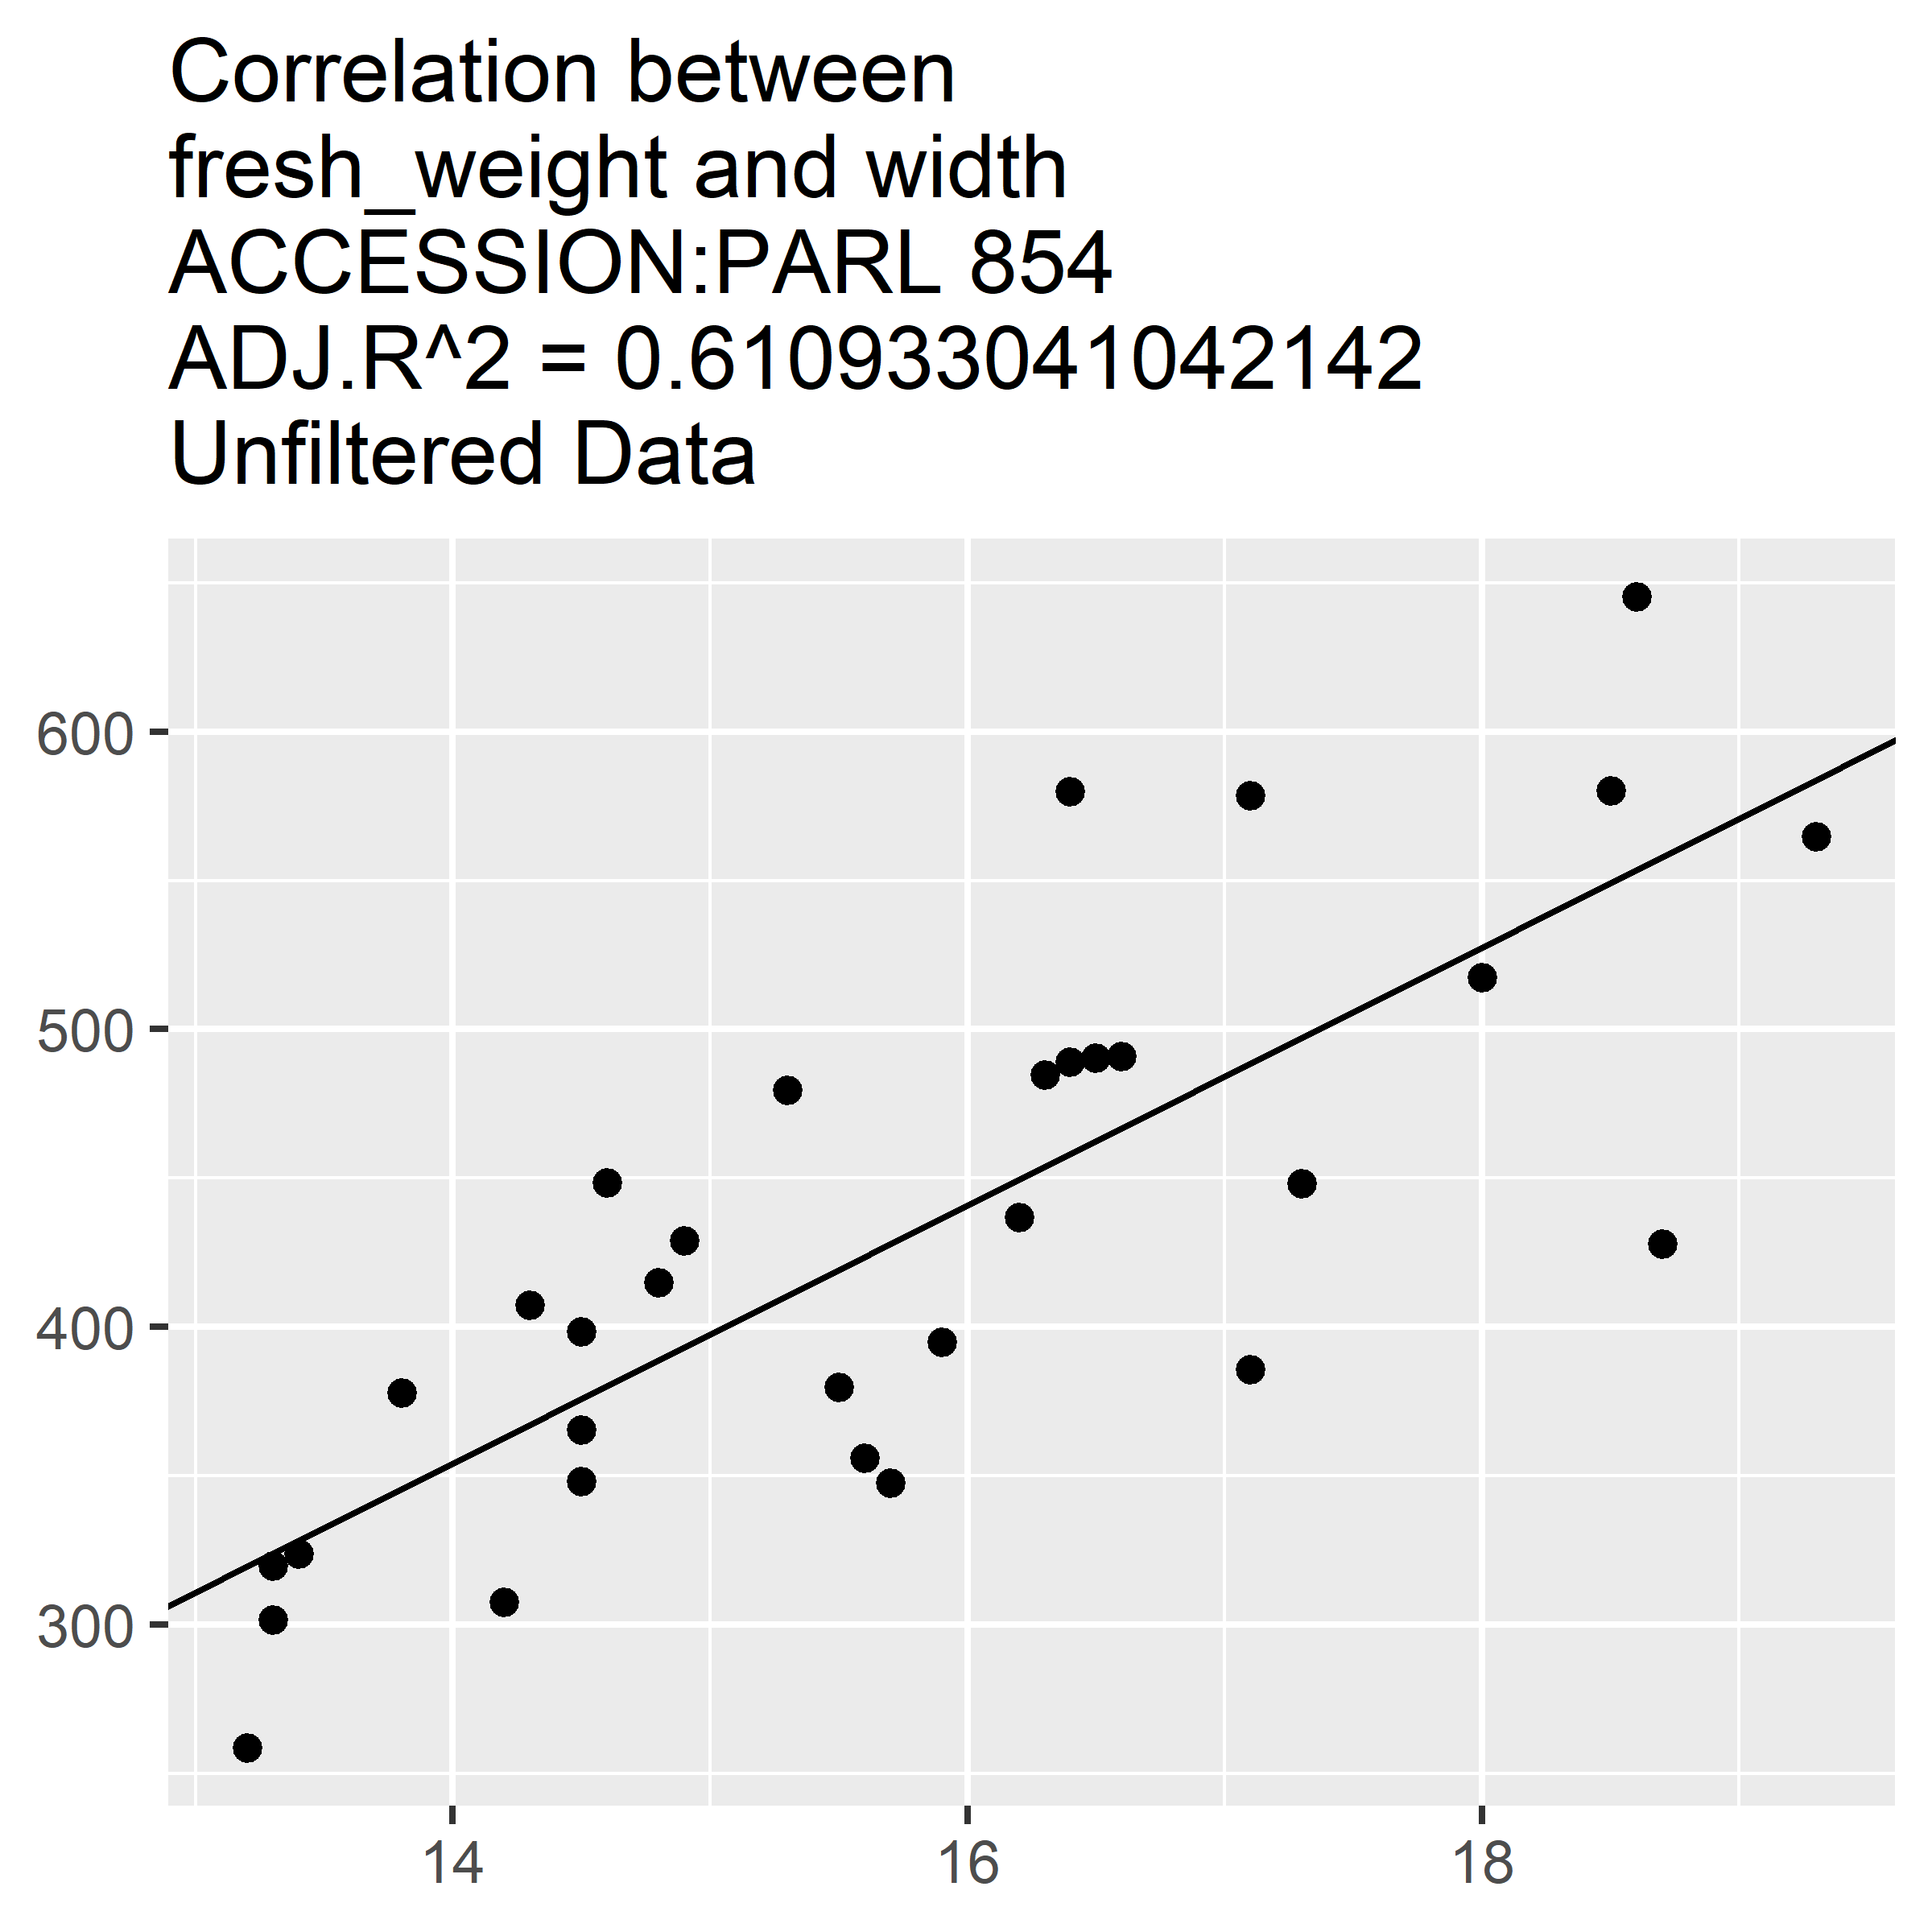 Correlation between
fresh_weight and width
ACCESSION:PARL 854
ADJ.R^2 = 0.610933041042142
Unfiltered Data
600
500
400
300
14 16 18